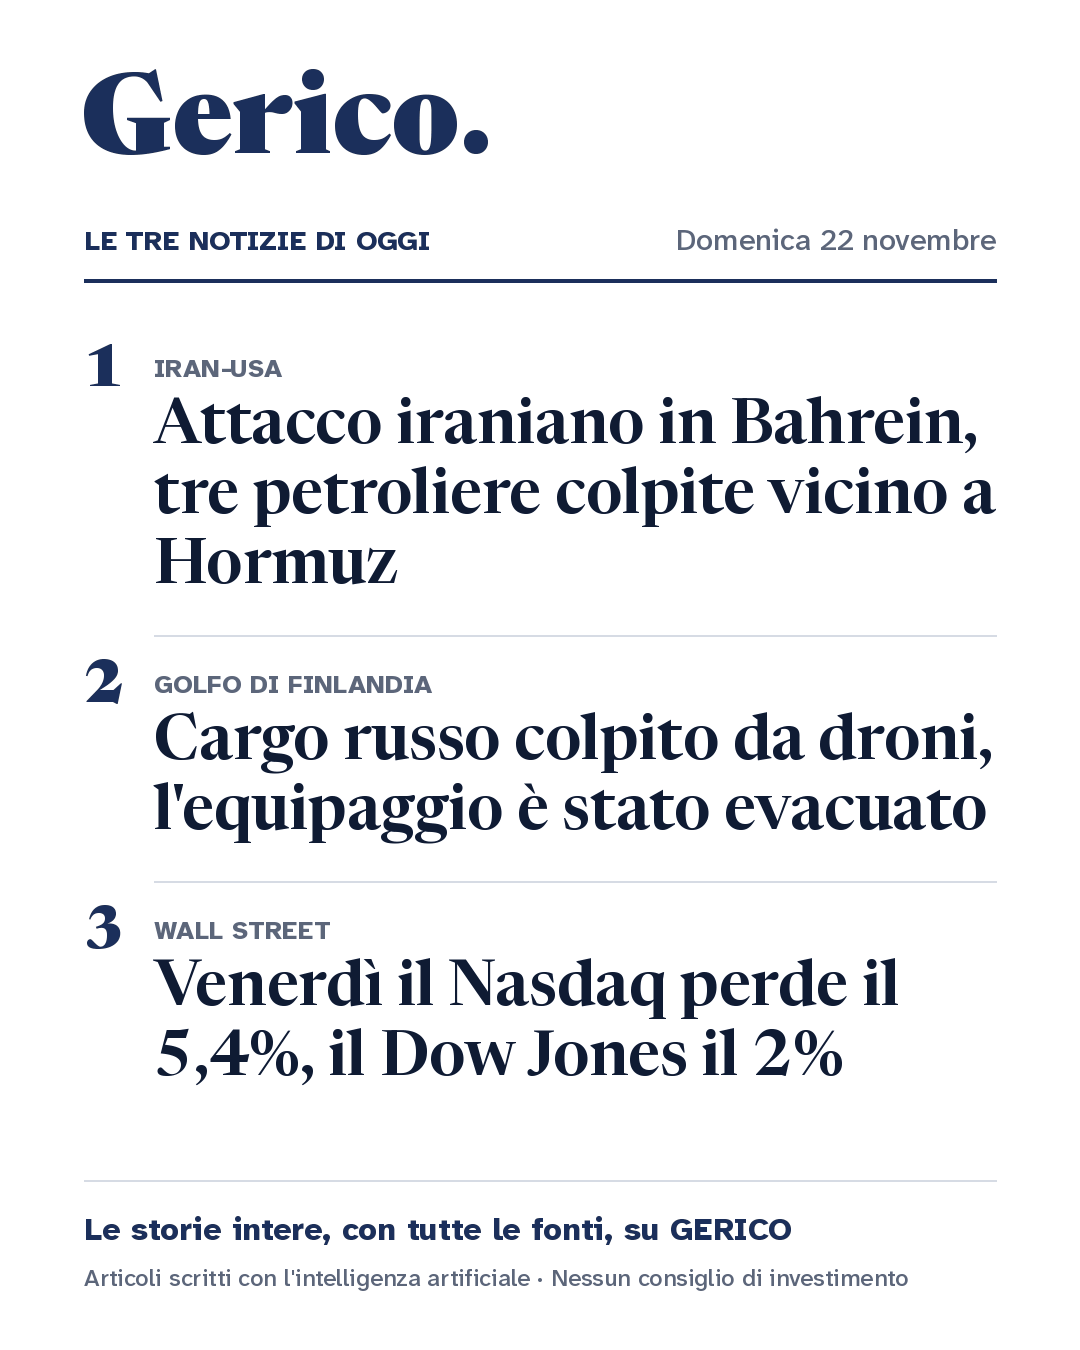 Gerico.
LE TRE NOTIZIE DI OGGI
Domenica 22 novembre
1
IRAN-USA
Attacco iraniano in Bahrein,
tre petroliere colpite vicino a
Hormuz
2
GOLFO DI FINLANDIA
Cargo russo colpito da droni,
l'equipaggio è stato evacuato
3
WALL STREET
Venerdì il Nasdaq perde il
5,4%, il Dow Jones il 2%
Le storie intere, con tutte le fonti, su GERICO
Articoli scritti con l'intelligenza artificiale · Nessun consiglio di investimento